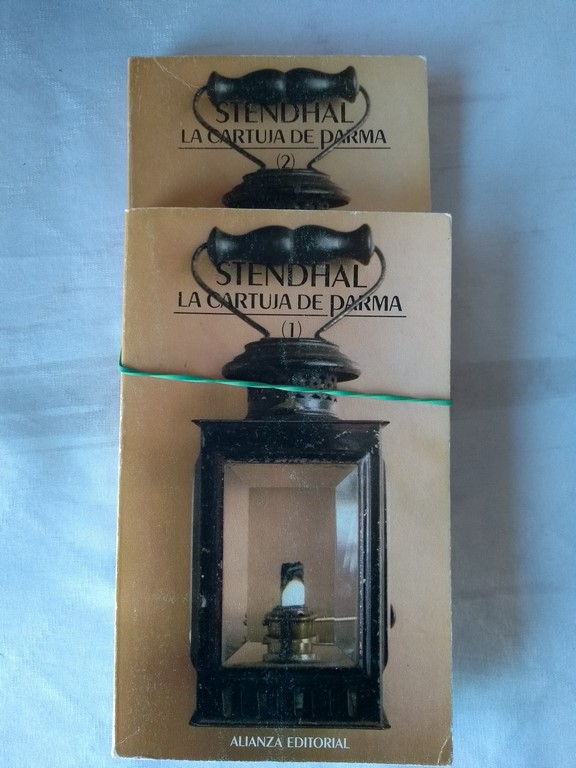 STENDHAL
LA CARTUJA DE PARMA
(2)
STENDHAL
LA CARTUJA DE PARMA
(1)
ALIANZA EDITORIAL